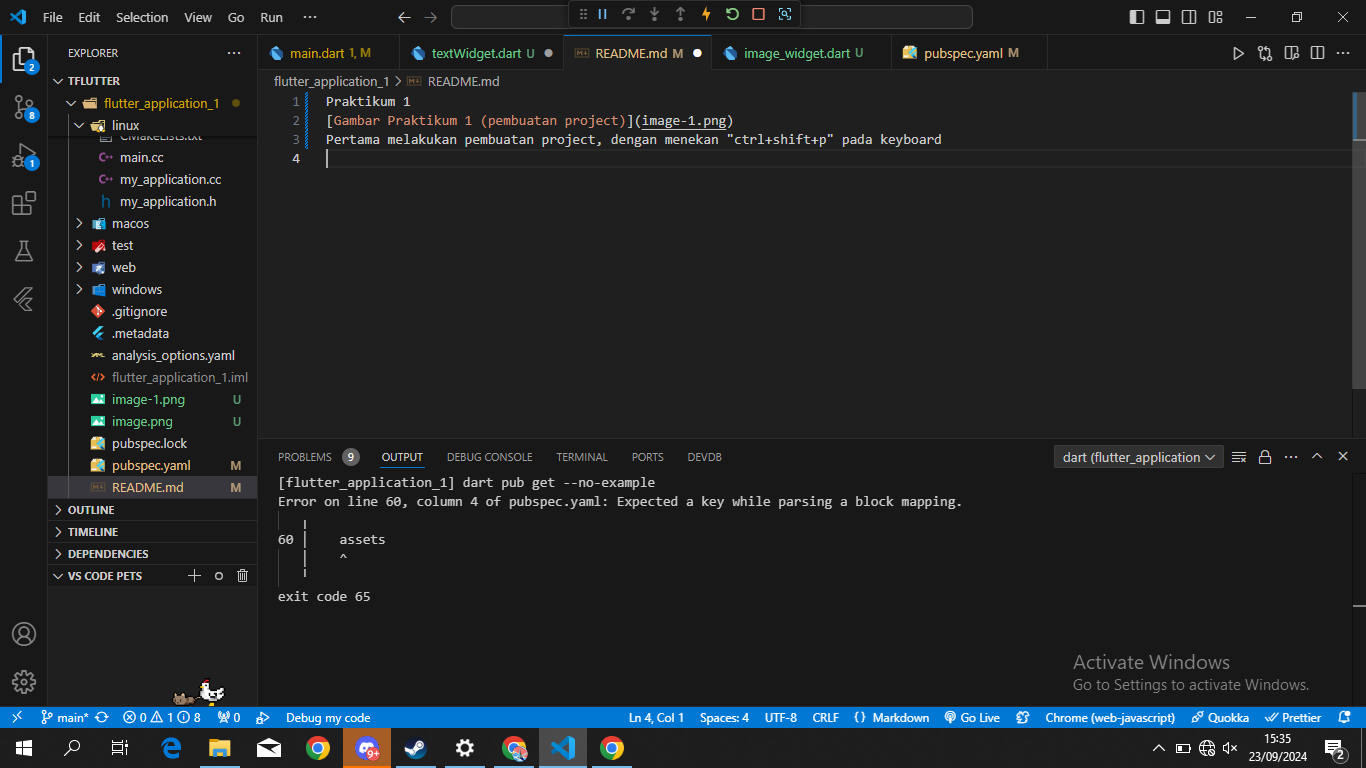 File Edit Selection View Go Run ···
EXPLORER ···
main.dart 1, M
textWidget.dart U
README.md M
image_widget.dart U
pubspec.yaml M
flutter_application_1 > README.md
TFLUTTER
flutter_application_1
linux
CMakeLists.txt
main.cc
my_application.cc
my_application.h
macos
test
web
windows
.gitignore
.metadata
analysis_options.yaml
flutter_application_1.iml
image-1.png U
image.png U
pubspec.lock
pubspec.yaml M
README.md M
OUTLINE
TIMELINE
DEPENDENCIES
VS CODE PETS
2
8
1
1 Praktikum 1
2 [Gambar Praktikum 1 (pembuatan project)](image-1.png)
3 Pertama melakukan pembuatan project, dengan menekan "ctrl+shift+p" pada keyboard
4
PROBLEMS 9 OUTPUT DEBUG CONSOLE TERMINAL PORTS DEVDB
dart (flutter_application
[flutter_application_1] dart pub get --no-example
Error on line 60, column 4 of pubspec.yaml: Expected a key while parsing a block mapping.
60 │ assets
^
exit code 65
Activate Windows
Go to Settings to activate Windows.
main* 0 1 8 0 Debug my code
Ln 4, Col 1 Spaces: 4 UTF-8 CRLF {} Markdown Go Live Chrome (web-javascript) Quokka Prettier
9+
15:35
23/09/2024
2